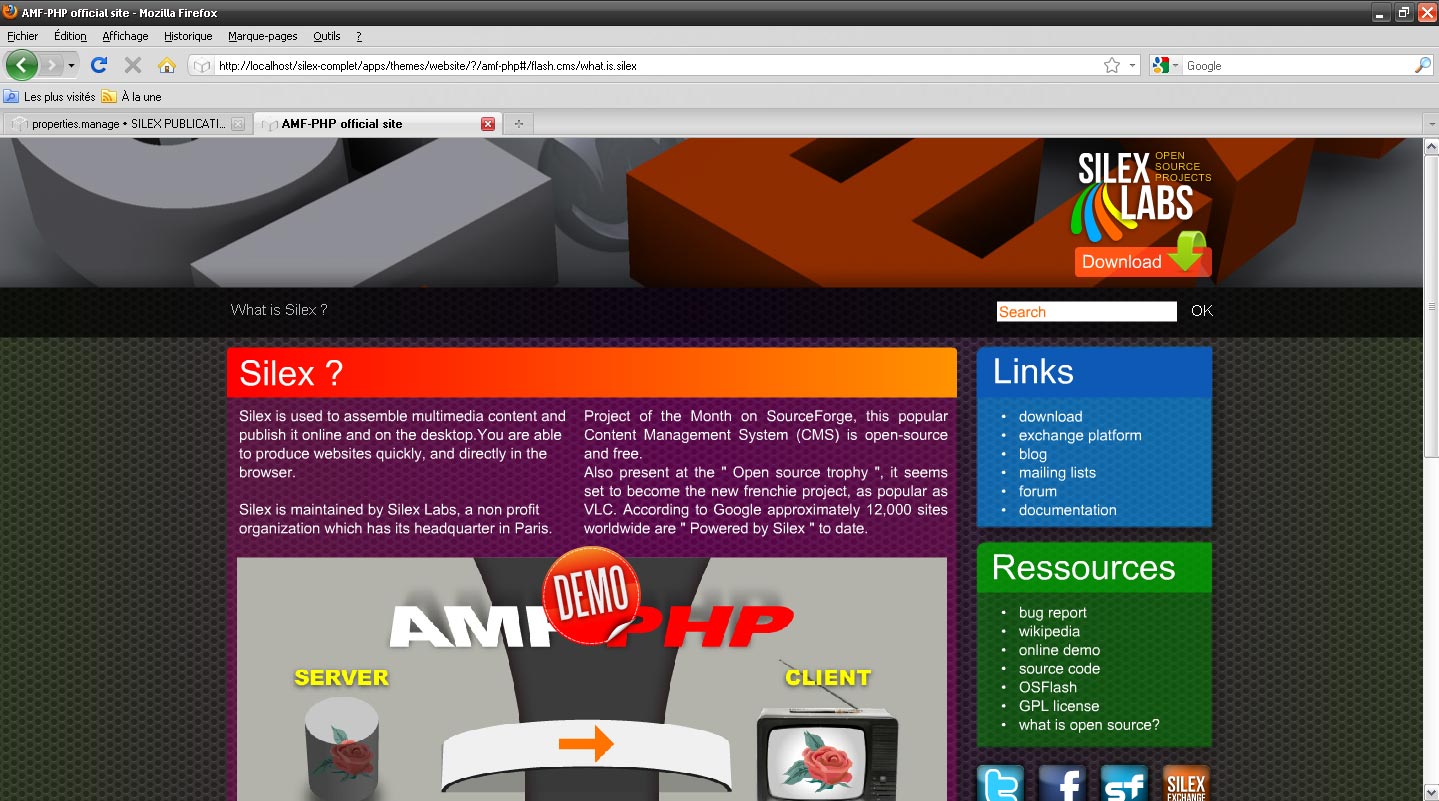 AMF-PHP official site - Mozilla Firefox
Fichier Édition Affichage Historique Marque-pages Outils ?
http://localhost/silex-complet/apps/themes/website/?/amf-php#/flash.cms/what.is.silex
Google
Les plus visités À la une
properties.manage • SILEX PUBLICATI...
AMF-PHP official site
SILEX LABS
OPEN
SOURCE
PROJECTS
Download
What is Silex ?
Search
OK
Silex ?
Silex is used to assemble multimedia content and
publish it online and on the desktop.You are able
to produce websites quickly, and directly in the
browser.
Silex is maintained by Silex Labs, a non profit
organization which has its headquarter in Paris.
Project of the Month on SourceForge, this popular
Content Management System (CMS) is open-source
and free.
Also present at the " Open source trophy ", it seems
set to become the new frenchie project, as popular as
VLC. According to Google approximately 12,000 sites
worldwide are " Powered by Silex " to date.
DEMO
AMF PHP
SERVER
CLIENT
Links
• download
• exchange platform
• blog
• mailing lists
• forum
• documentation
Ressources
• bug report
• wikipedia
• online demo
• source code
• OSFlash
• GPL license
• what is open source?
t f sf
SILEX
EXCHANGE